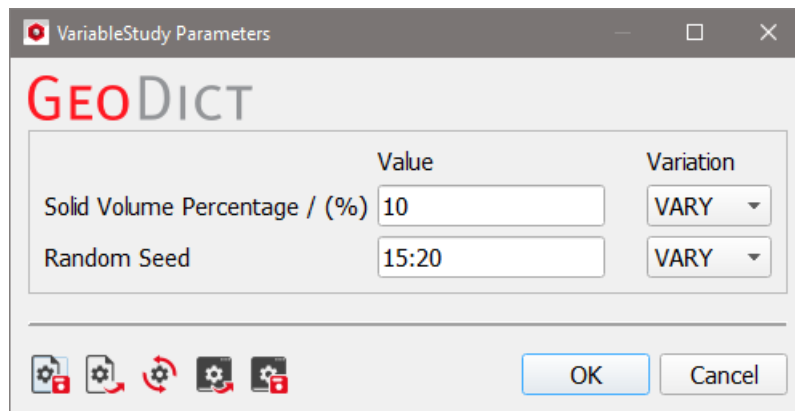 VariableStudy Parameters
GEODICT
Value Variation
Solid Volume Percentage / (%) 10 VARY
Random Seed 15:20 VARY
OK Cancel